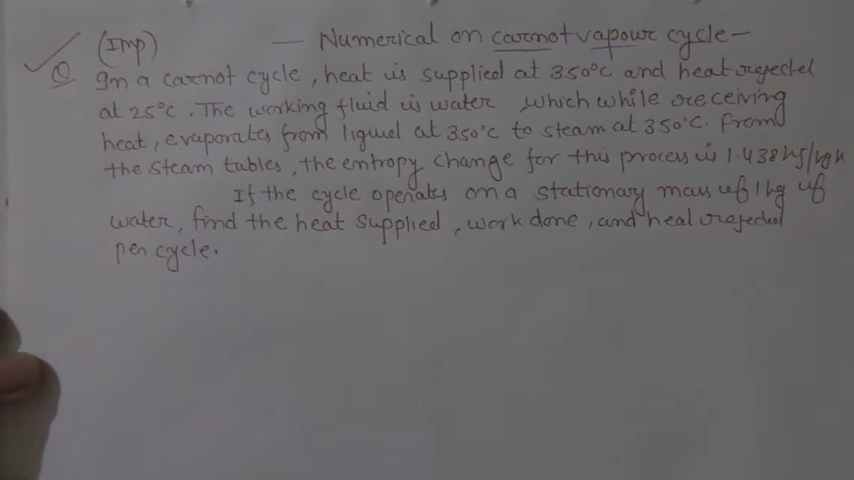 (Imp) — Numerical on carnot vapour cycle —
Q In a carnot cycle, heat is supplied at 350°C and heat rejected
at 25°C. The working fluid is water, which while receiving
heat, evaporates from liquid at 350°C to steam at 350°C. From
the steam tables, the entropy change for this process is 1.438 kJ/kgK
If the cycle operates on a stationary mass of 1 kg of
water, find the heat supplied, work done, and heat rejected
per cycle.